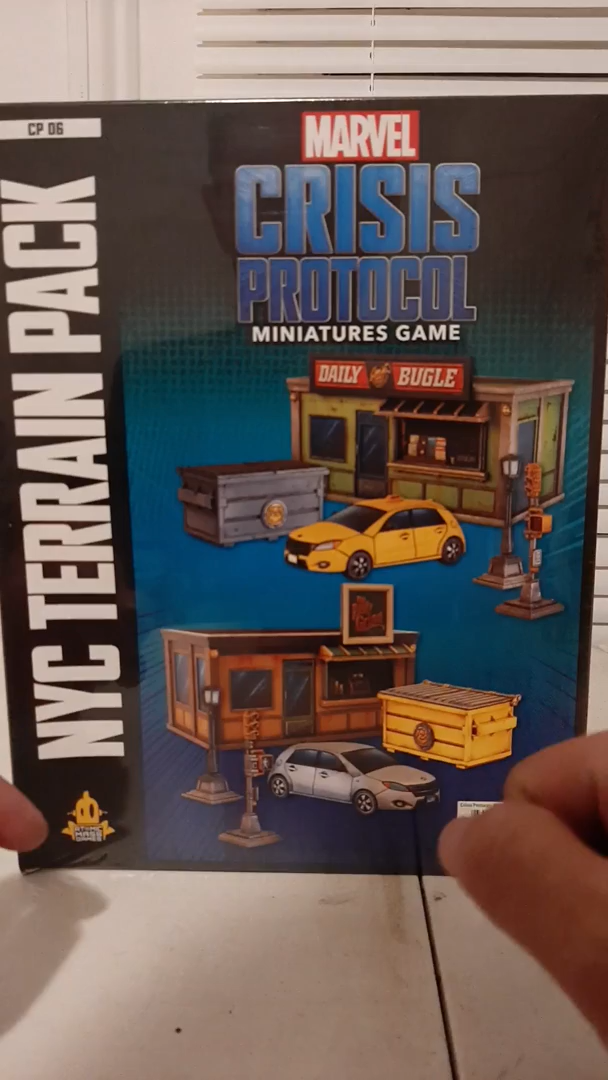 CP 06
NYC TERRAIN PACK
MARVEL
CRISIS
PROTOCOL
MINIATURES GAME
DAILY BUGLE